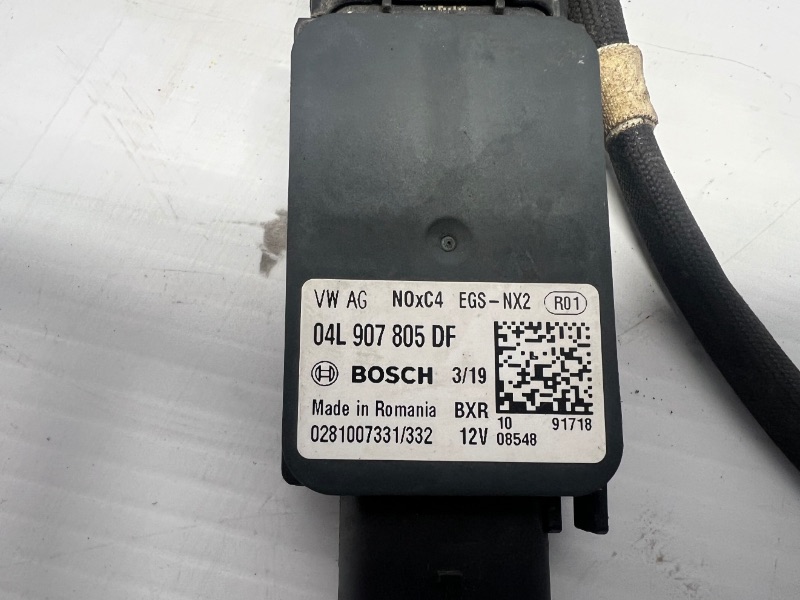 VW AG NOxC4 EGS-NX2 R01
04L 907 805 DF
BOSCH 3/19
Made in Romania BXR
10 91718
0281007331/332 12V 08548